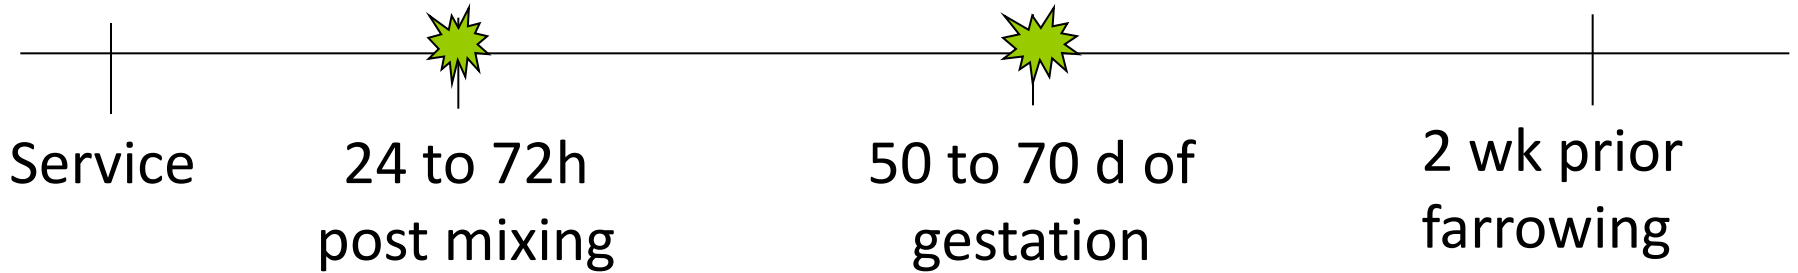 Service
24 to 72h
post mixing
50 to 70 d of
gestation
2 wk prior
farrowing